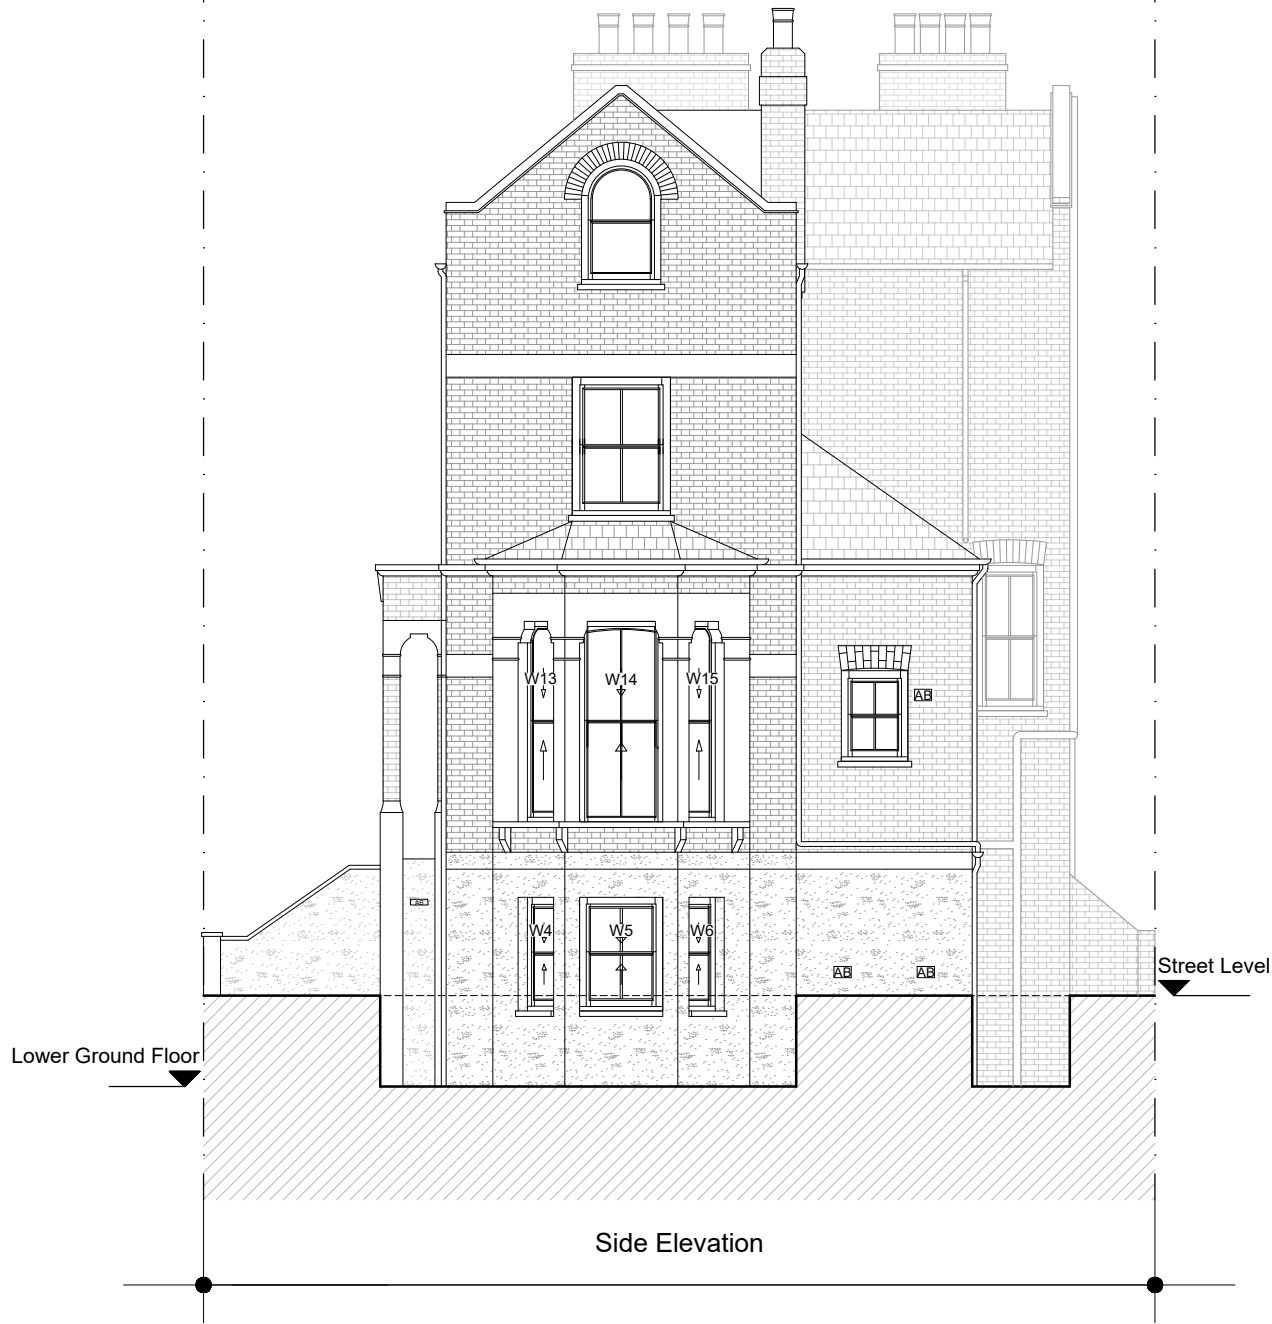 W13 W14 W15
AB
AB
W4 W5 W6
AB AB
Street Level
Lower Ground Floor
Side Elevation